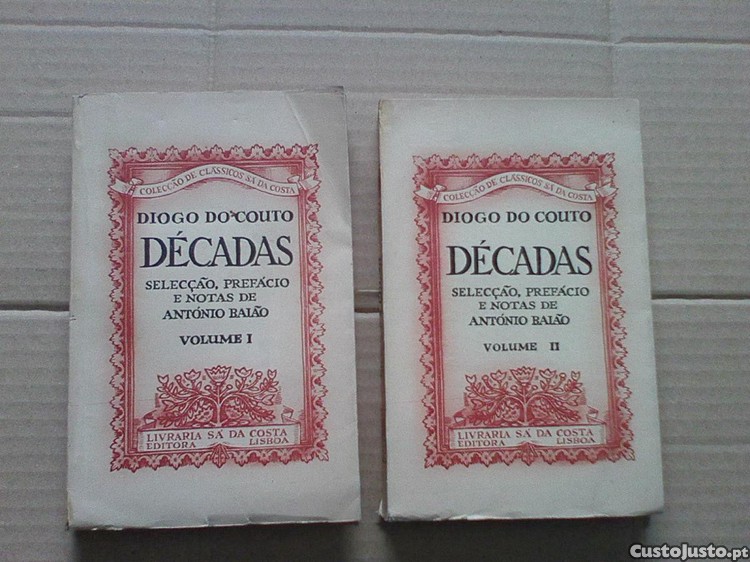 COLECÇÃO DE CLÁSSICOS SÁ DA COSTA
DIOGO DO COUTO
DÉCADAS
SELECÇÃO, PREFÁCIO
E NOTAS DE
ANTÓNIO BAIÃO
VOLUME I
LIVRARIA SÁ DA COSTA
EDITORA LISBOA
COLECÇÃO DE CLÁSSICOS SÁ DA COSTA
DIOGO DO COUTO
DÉCADAS
SELECÇÃO, PREFÁCIO
E NOTAS DE
ANTÓNIO BAIÃO
VOLUME II
LIVRARIA SÁ DA COSTA
EDITORA LISBOA
CustoJusto.pt